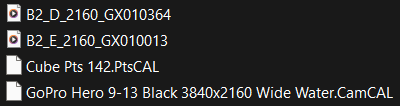 B2_D_2160_GX010364
B2_E_2160_GX010013
Cube Pts 142.PtsCAL
GoPro Hero 9-13 Black 3840x2160 Wide Water.CamCAL